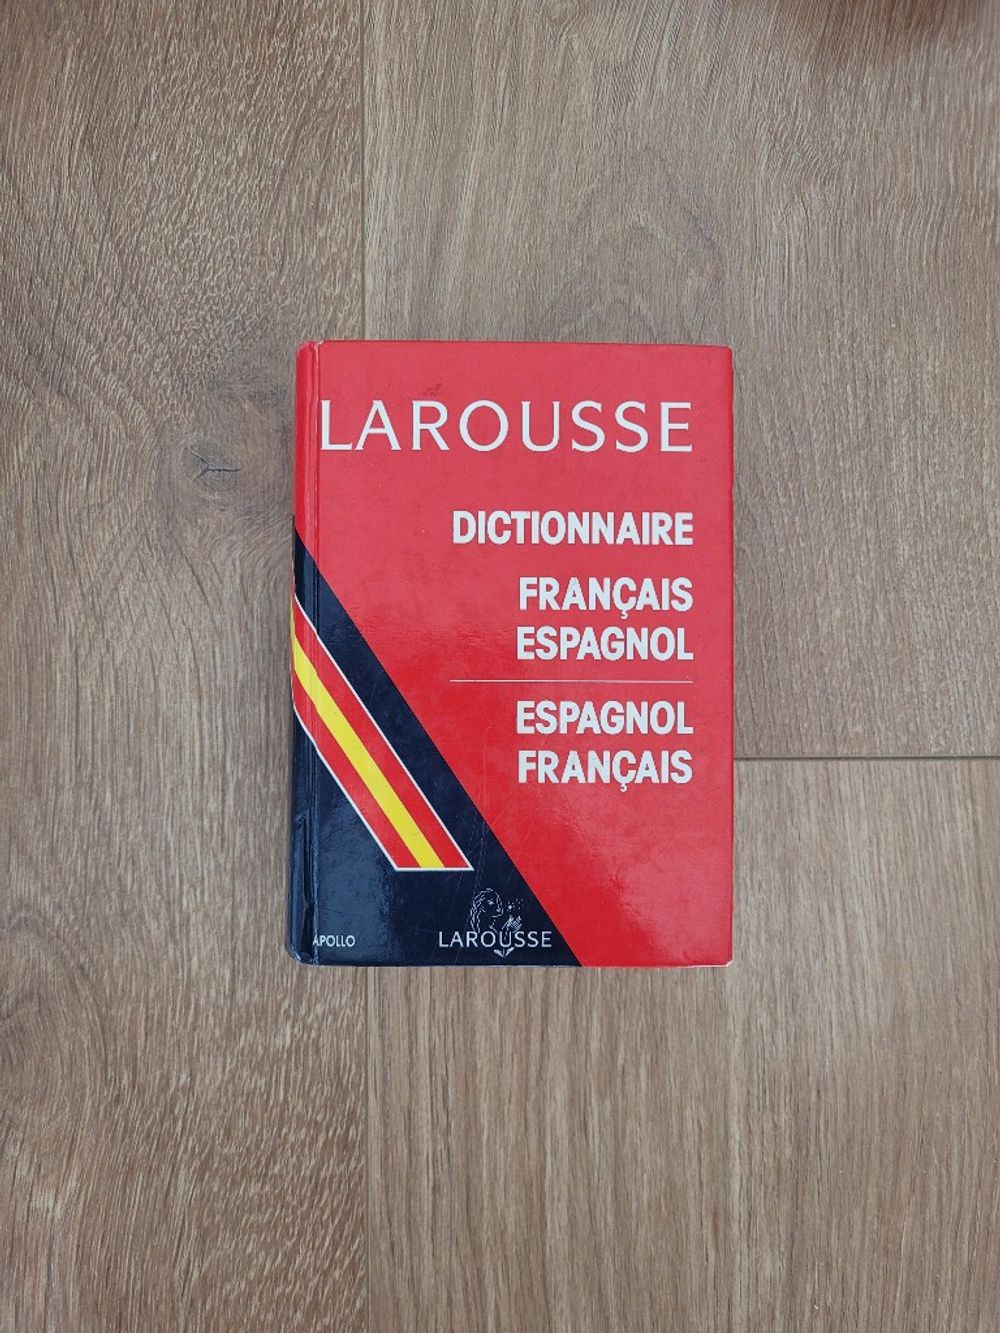 LAROUSSE
DICTIONNAIRE
FRANÇAIS
ESPAGNOL
ESPAGNOL
FRANÇAIS
APOLLO
LAROUSSE